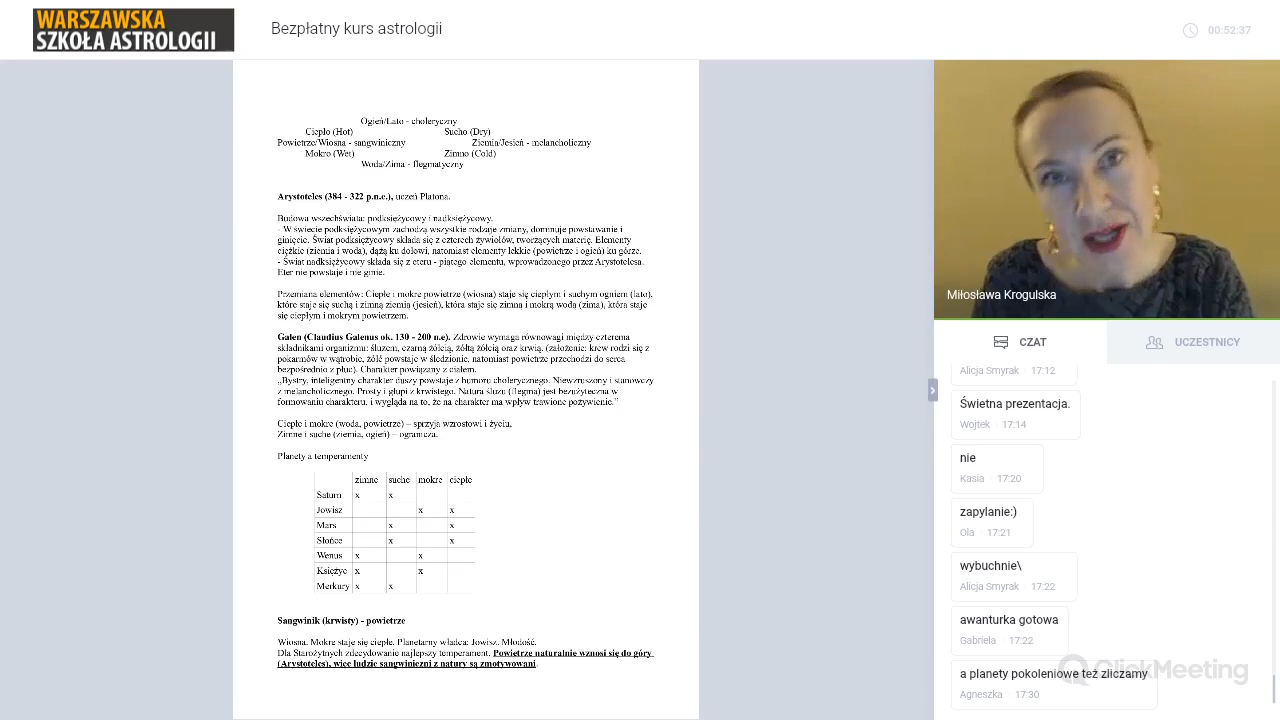 WARSZAWSKA
SZKOŁA ASTROLOGII
Bezpłatny kurs astrologii
00:52:37
Ogień/Lato - choleryczny
Ciepło (Hot) Sucho (Dry)
Powietrze/Wiosna - sangwiniczny Ziemia/Jesień - melancholiczny
Mokro (Wet) Zimno (Cold)
Woda/Zima - flegmatyczny
Arystoteles (384 - 322 p.n.e.), uczeń Platona.
Budowa wszechświata: podksiężycowy i nadksiężycowy.
- W świecie podksiężycowym zachodzą wszystkie rodzaje zmiany, dominuje powstawanie i
ginięcie. Świat podksiężycowy składa się z czterech żywiołów, tworzących materię. Elementy
ciężkie (ziemia i woda), dążą ku dołowi, natomiast elementy lekkie (powietrze i ogień) ku górze.
- Świat nadksiężycowy składa się z eteru - piątego elementu, wprowadzonego przez Arystotelesa.
Eter nie powstaje i nie ginie.
Przemiana elementów: Ciepłe i mokre powietrze (wiosna) staje się ciepłym i suchym ogniem (lato),
które staje się suchą i zimną ziemią (jesień), która staje się zimną i mokrą wodą (zima), która staje
się ciepłym i mokrym powietrzem.
Galen (Claudius Galenus ok. 130 - 200 n.e). Zdrowie wymaga równowagi między czterema
składnikami organizmu: śluzem, czarną żółcią, żółtą żółcią oraz krwią. (założenie: krew rodzi się z
pokarmów w wątrobie, żółć powstaje w śledzionie, natomiast powietrze przechodzi do serca
bezpośrednio z płuc). Charakter powiązany z ciałem.
„Bystry, inteligentny charakter duszy powstaje z humoru cholerycznego. Niewzruszony i stanowczy
z melancholicznego. Prosty i głupi z krwistego. Natura śluzu (flegma) jest bezużyteczna w
formowaniu charakteru, i wygląda na to, że na charakter ma wpływ trawione pożywienie.”
Ciepłe i mokre (woda, powietrze) – sprzyja wzrostowi i życiu,
Zimne i suche (ziemia, ogień) – ogranicza.
Planety a temperamenty
zimne suche mokre ciepłe
Saturn x x
Jowisz x x
Mars x x
Słońce x x
Wenus x x
Księżyc x x
Merkury x x
Sangwinik (krwisty) - powietrze
Wiosna. Mokre staje się ciepłe. Planetarny władca: Jowisz. Młodość.
Dla Starożytnych zdecydowanie najlepszy temperament. Powietrze naturalnie wznosi się do góry
(Arystoteles), więc ludzie sangwiniczni z natury są zmotywowani.
Miłosława Krogulska
CZAT
UCZESTNICY
Alicja Smyrak 17:12
Świetna prezentacja.
Wojtek 17:14
nie
Kasia 17:20
zapylanie:)
Ola 17:21
wybuchnie\
Alicja Smyrak 17:22
awanturka gotowa
Gabriela 17:22
a planety pokoleniowe też zliczamy
Agnieszka 17:30
ClickMeeting